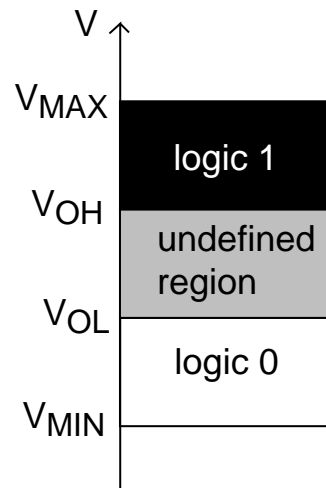 V
VMAX
logic 1
VOH
undefined
region
VOL
logic 0
VMIN